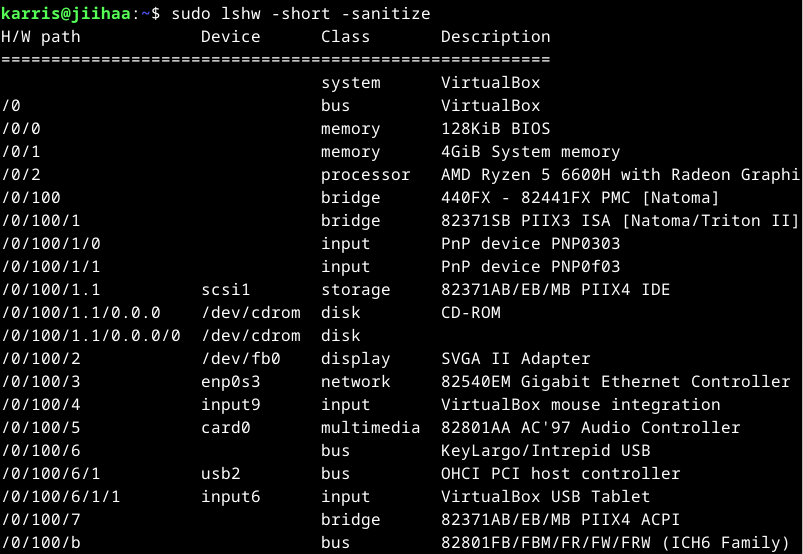 karris@jiihaa:~$ sudo lshw -short -sanitize
H/W path            Device      Class       Description
=======================================================
                                system      VirtualBox
/0                              bus         VirtualBox
/0/0                            memory      128KiB BIOS
/0/1                            memory      4GiB System memory
/0/2                            processor   AMD Ryzen 5 6600H with Radeon Graphi
/0/100                          bridge      440FX - 82441FX PMC [Natoma]
/0/100/1                        bridge      82371SB PIIX3 ISA [Natoma/Triton II]
/0/100/1/0                      input       PnP device PNP0303
/0/100/1/1                      input       PnP device PNP0f03
/0/100/1.1          scsi1       storage     82371AB/EB/MB PIIX4 IDE
/0/100/1.1/0.0.0    /dev/cdrom  disk        CD-ROM
/0/100/1.1/0.0.0/0  /dev/cdrom  disk
/0/100/2            /dev/fb0    display     SVGA II Adapter
/0/100/3            enp0s3      network     82540EM Gigabit Ethernet Controller
/0/100/4            input9      input       VirtualBox mouse integration
/0/100/5            card0       multimedia  82801AA AC'97 Audio Controller
/0/100/6                        bus         KeyLargo/Intrepid USB
/0/100/6/1          usb2        bus         OHCI PCI host controller
/0/100/6/1/1        input6      input       VirtualBox USB Tablet
/0/100/7                        bridge      82371AB/EB/MB PIIX4 ACPI
/0/100/b                        bus         82801FB/FBM/FR/FW/FRW (ICH6 Family)